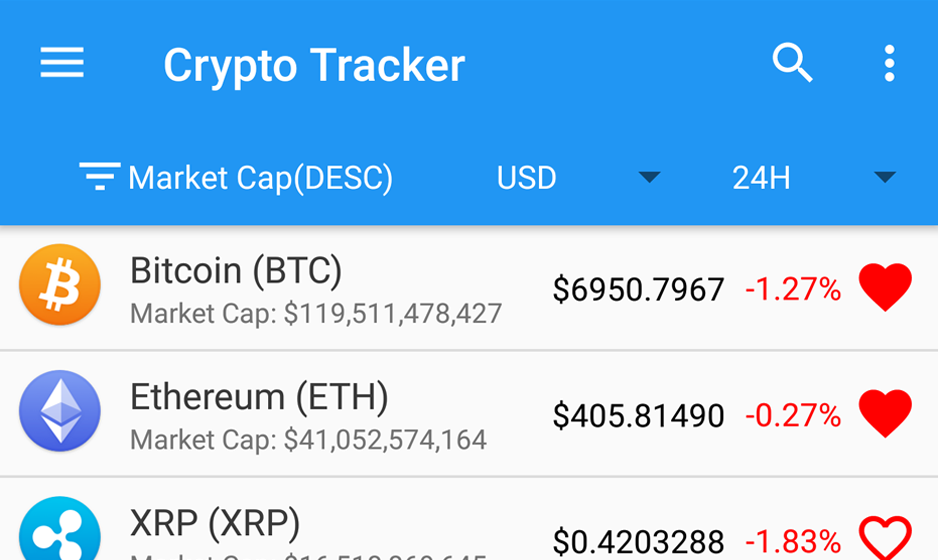 Crypto Tracker
Market Cap(DESC) USD 24H
Bitcoin (BTC)
$6950.7967 -1.27%
Market Cap: $119,511,478,427
Ethereum (ETH)
$405.81490 -0.27%
Market Cap: $41,052,574,164
XRP (XRP)
$0.4203288 -1.83%